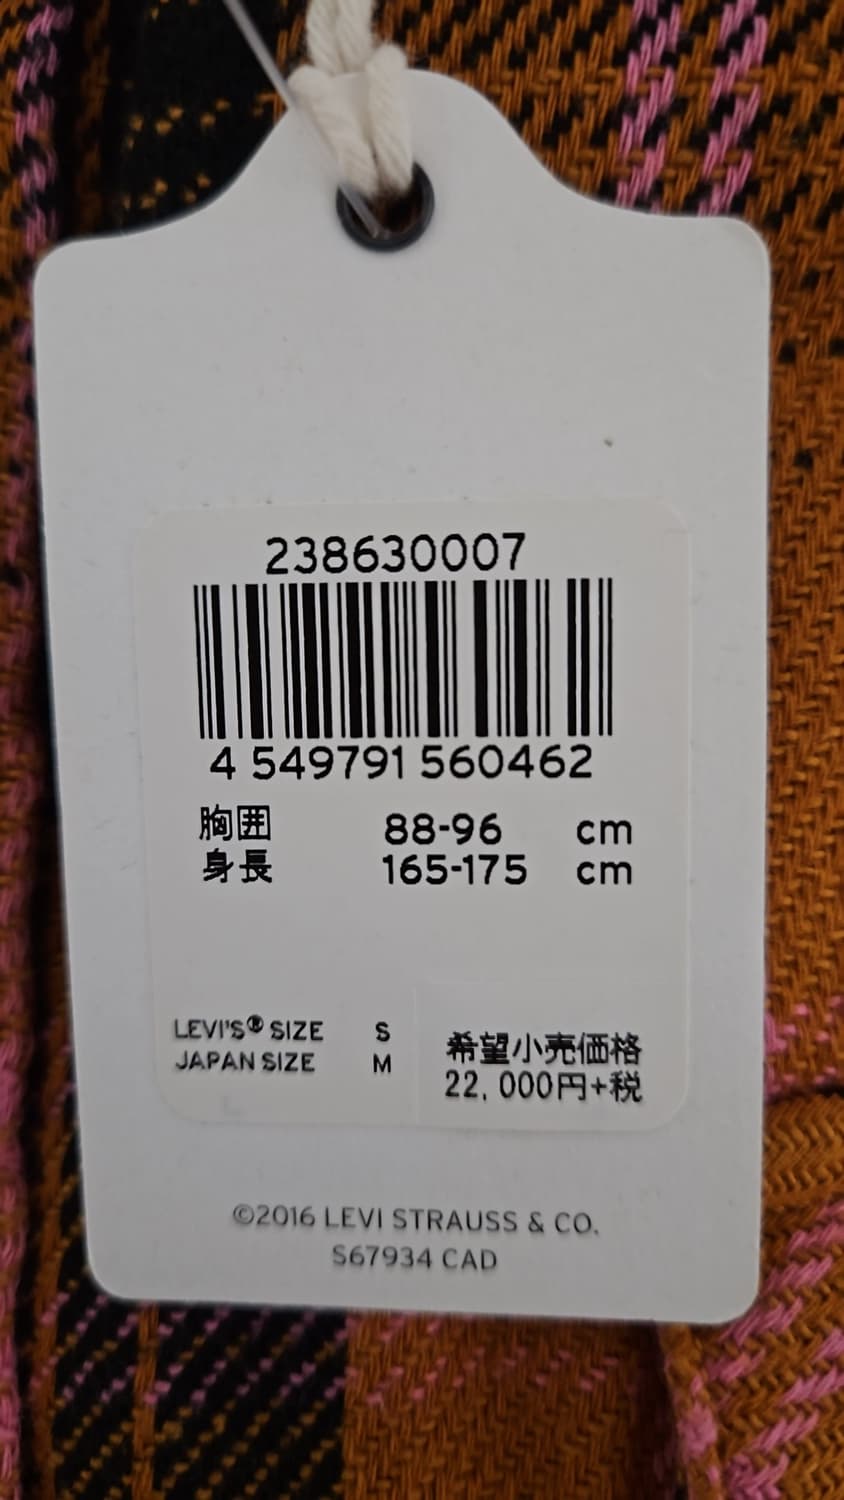 238630007
4 549791 560462
胸囲 88-96 cm
身長 165-175 cm
LEVI'S® SIZE S
JAPAN SIZE M
希望小売価格
22,000円+税
©2016 LEVI STRAUSS & CO.
S67934 CAD